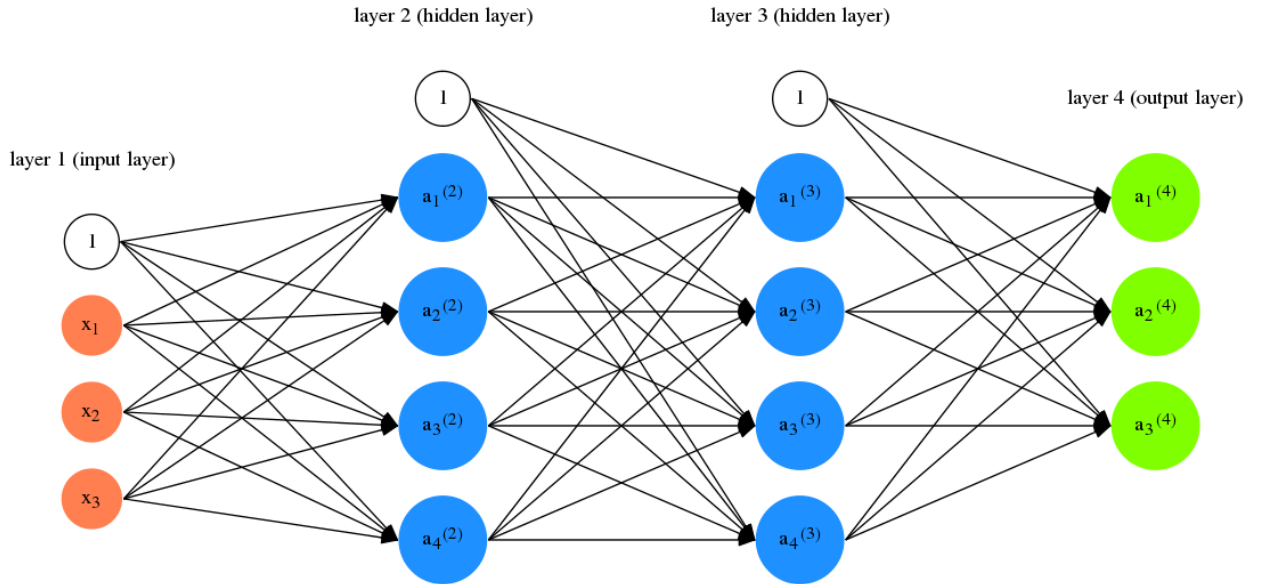 layer 2 (hidden layer)
layer 3 (hidden layer)
layer 4 (output layer)
layer 1 (input layer)
1
1
1
x₁
x₂
x₃
a₁⁽²⁾
a₂⁽²⁾
a₃⁽²⁾
a₄⁽²⁾
a₁⁽³⁾
a₂⁽³⁾
a₃⁽³⁾
a₄⁽³⁾
a₁⁽⁴⁾
a₂⁽⁴⁾
a₃⁽⁴⁾